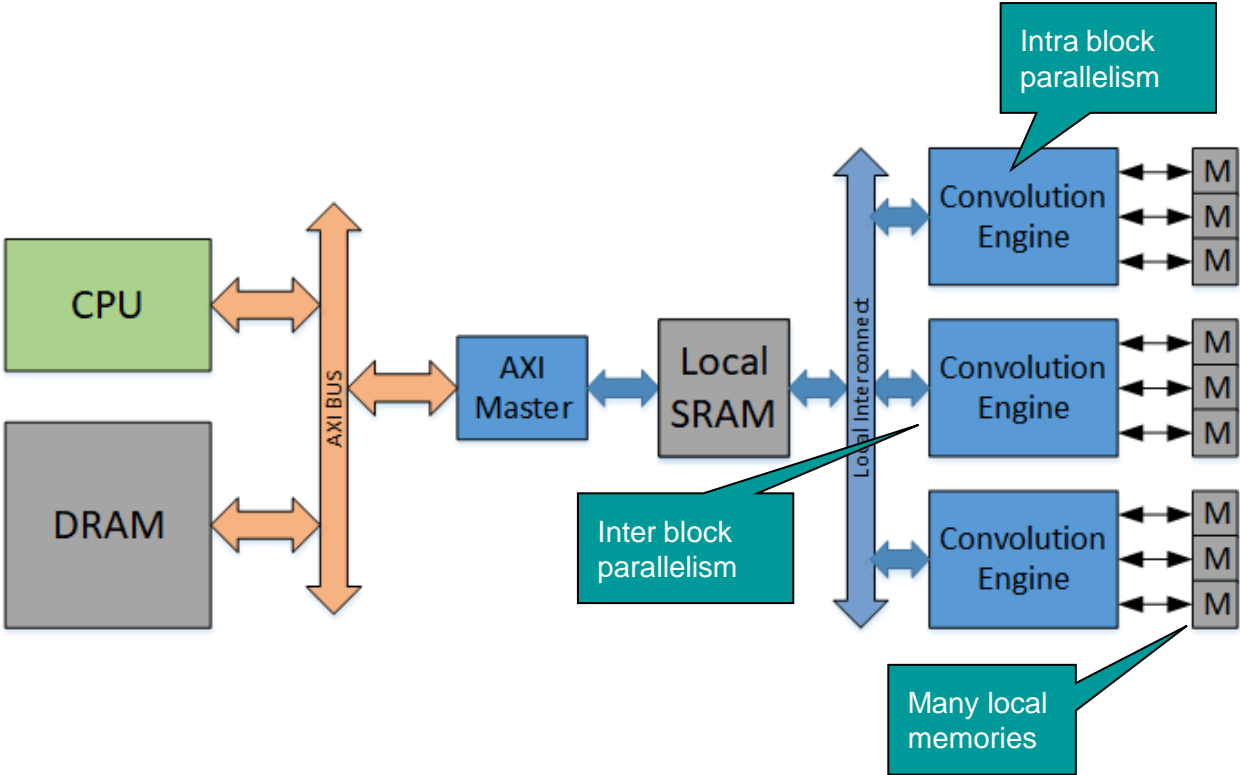 Intra block
parallelism
CPU
DRAM
AXI BUS
AXI
Master
Local
SRAM
Local Interconnect
Convolution
Engine
M
M
M
Convolution
Engine
M
M
M
Convolution
Engine
M
M
M
Inter block
parallelism
Many local
memories